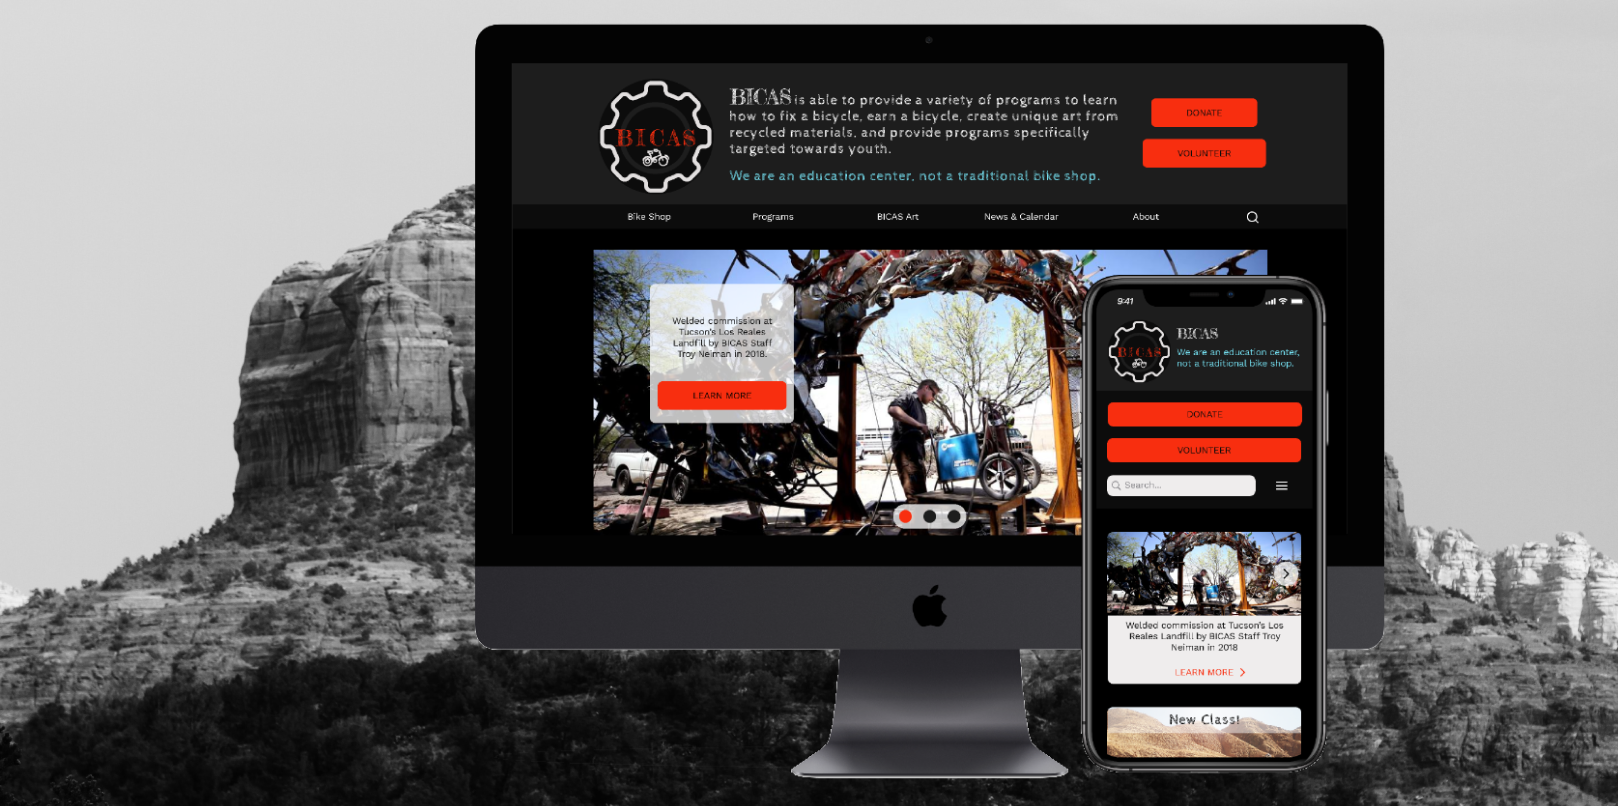 BICAS
BICAS is able to provide a variety of programs to learn
how to fix a bicycle, earn a bicycle, create unique art from
recycled materials, and provide programs specifically
targeted towards youth.
We are an education center, not a traditional bike shop.
DONATE
VOLUNTEER
Bike Shop
Programs
BICAS Art
News & Calendar
About
Welded commission at
Tucson's Los Reales
Landfill by BICAS Staff
Troy Neiman in 2018.
LEARN MORE
9:41
BICAS
BICAS
We are an education center,
not a traditional bike shop.
DONATE
VOLUNTEER
Search...
Welded commission at Tucson's Los
Reales Landfill by BICAS Staff Troy
Neiman in 2018
LEARN MORE
New Class!